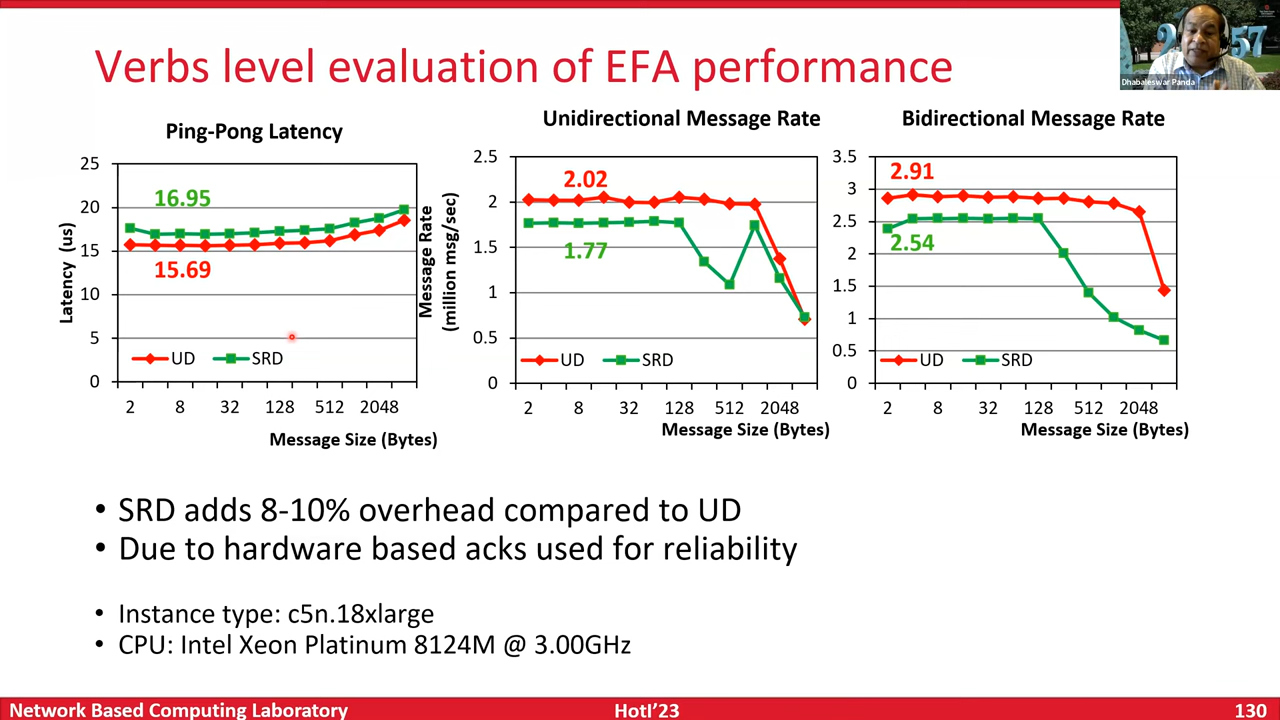 Verbs level evaluation of EFA performance
57
Dhabaleswar Panda
Ping-Pong Latency
25
20
15
10
5
0
Latency (us)
16.95
15.69
UD
SRD
2 8 32 128 512 2048
Message Size (Bytes)
Unidirectional Message Rate
2.5
2
1.5
1
0.5
0
Message Rate
(million msg/sec)
2.02
1.77
UD
SRD
2 8 32 128 512 2048
Message Size (Bytes)
Bidirectional Message Rate
3.5
3
2.5
2
1.5
1
0.5
0
2.91
2.54
UD
SRD
2 8 32 128 512 2048
Message Size (Bytes)
• SRD adds 8-10% overhead compared to UD
• Due to hardware based acks used for reliability
• Instance type: c5n.18xlarge
• CPU: Intel Xeon Platinum 8124M @ 3.00GHz
Network Based Computing Laboratory
HotI’23
130